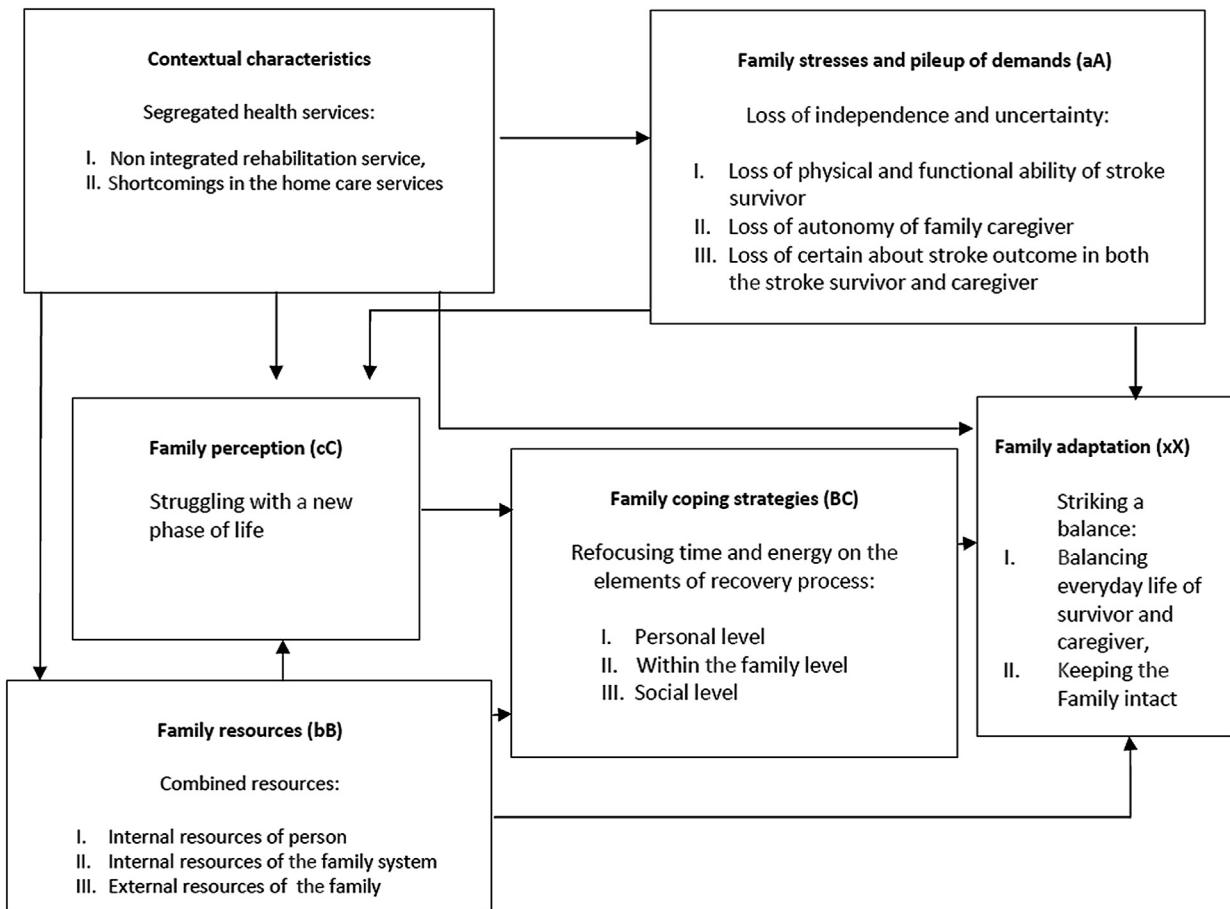 Contextual characteristics
Segregated health services:
I. Non integrated rehabilitation service,
II. Shortcomings in the home care services
Family stresses and pileup of demands (aA)
Loss of independence and uncertainty:
I. Loss of physical and functional ability of stroke
survivor
II. Loss of autonomy of family caregiver
III. Loss of certain about stroke outcome in both
the stroke survivor and caregiver
Family perception (cC)
Struggling with a new
phase of life
Family coping strategies (BC)
Refocusing time and energy on the
elements of recovery process:
I. Personal level
II. Within the family level
III. Social level
Family adaptation (xX)
Striking a
balance:
I. Balancing
everyday life of
survivor and
caregiver,
II. Keeping the
Family intact
Family resources (bB)
Combined resources:
I. Internal resources of person
II. Internal resources of the family system
III. External resources of the family